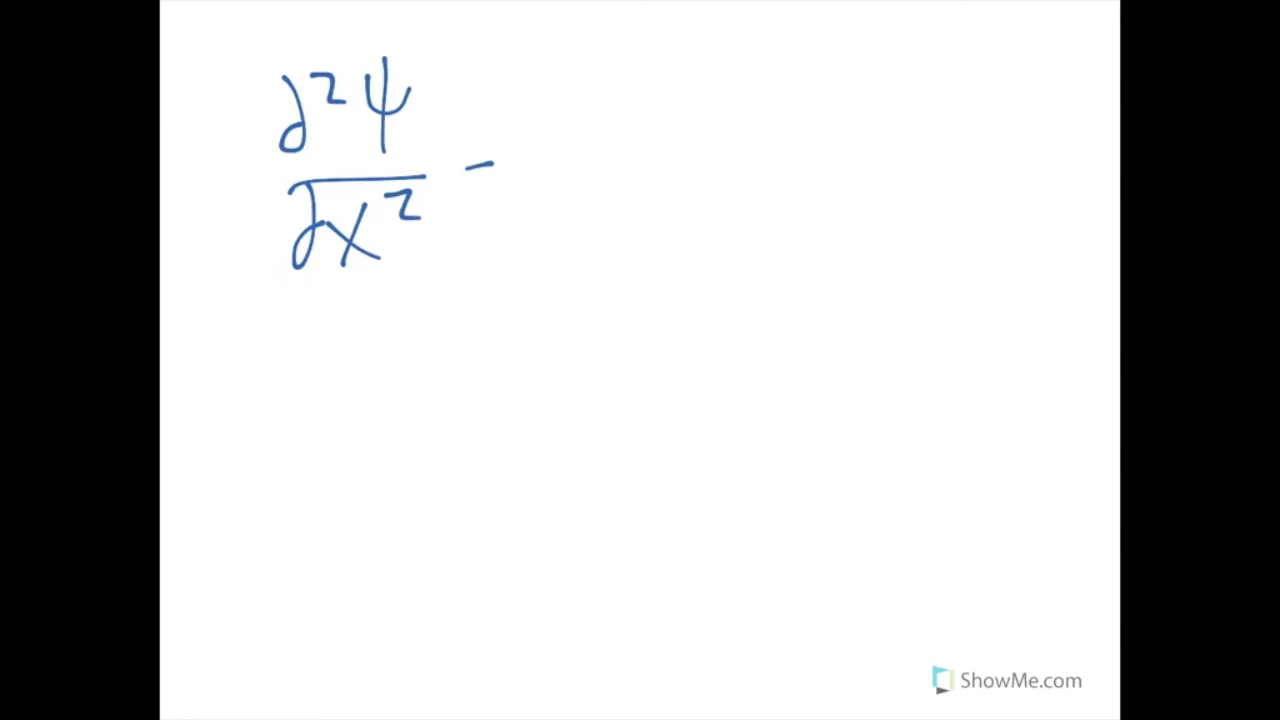 ∂²ψ
∂x² -
ShowMe.com